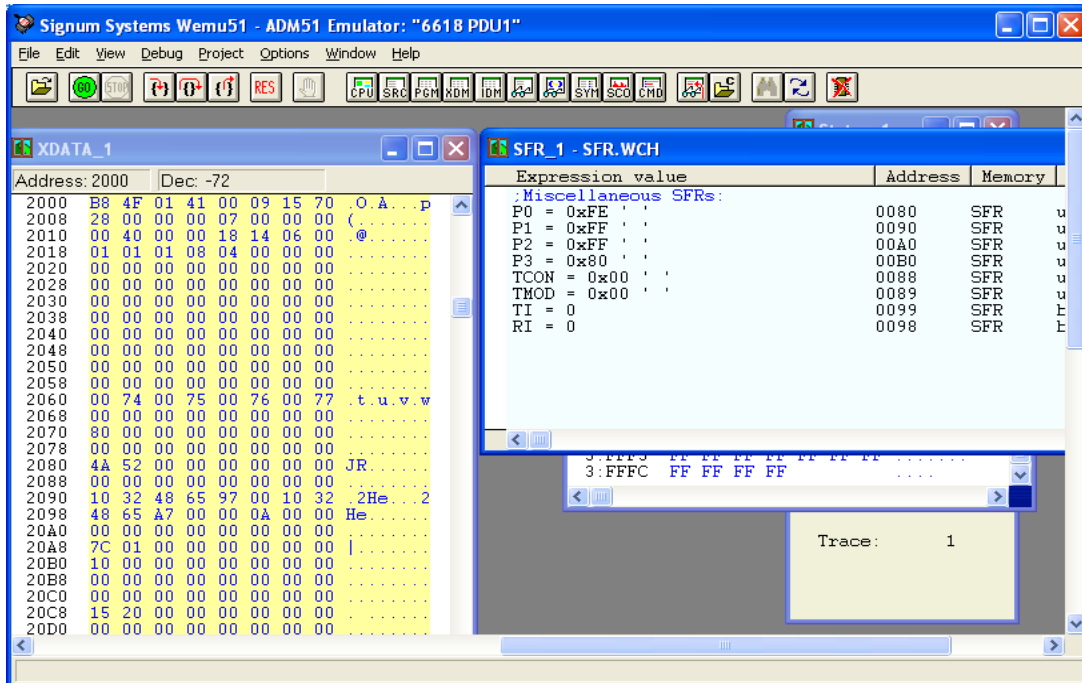 Signum Systems Wemu51 - ADM51 Emulator: "6618 PDU1"
File Edit View Debug Project Options Window Help
GO STOP RES CPU SRC PGM XDM IDM SYM SCO CMD C
XDATA_1
Address: 2000 Dec: -72
2000 B8 4F 01 41 00 09 15 70 .O.A...p
2008 28 00 00 00 07 00 00 00 (.......
2010 00 40 00 00 18 14 06 00 .@......
2018 01 01 01 08 04 00 00 00 ........
2020 00 00 00 00 00 00 00 00 ........
2028 00 00 00 00 00 00 00 00 ........
2030 00 00 00 00 00 00 00 00 ........
2038 00 00 00 00 00 00 00 00 ........
2040 00 00 00 00 00 00 00 00 ........
2048 00 00 00 00 00 00 00 00 ........
2050 00 00 00 00 00 00 00 00 ........
2058 00 00 00 00 00 00 00 00 ........
2060 00 74 00 75 00 76 00 77 .t.u.v.w
2068 00 00 00 00 00 00 00 00 ........
2070 80 00 00 00 00 00 00 00 ........
2078 00 00 00 00 00 00 00 00 ........
2080 4A 52 00 00 00 00 00 00 JR......
2088 00 00 00 00 00 00 00 00 ........
2090 10 32 48 65 97 00 10 32 .2He...2
2098 48 65 A7 00 00 0A 00 00 He......
20A0 00 00 00 00 00 00 00 00 ........
20A8 7C 01 00 00 00 00 00 00 |.......
20B0 10 00 00 00 00 00 00 00 ........
20B8 00 00 00 00 00 00 00 00 ........
20C0 00 00 00 00 00 00 00 00 ........
20C8 15 20 00 00 00 00 00 00 . ......
20D0 00 00 00 00 00 00 00 00 ........
SFR_1 - SFR.WCH
Expression value Address Memory
;Miscellaneous SFRs:
P0 = 0xFE ' ' 0080 SFR u
P1 = 0xFF ' ' 0090 SFR u
P2 = 0xFF ' ' 00A0 SFR u
P3 = 0x80 ' ' 00B0 SFR u
TCON = 0x00 ' ' 0088 SFR u
TMOD = 0x00 ' ' 0089 SFR u
TI = 0 0099 SFR
RI = 0 0098 SFR
3:FFFC FF FF FF FF ....
Trace: 1